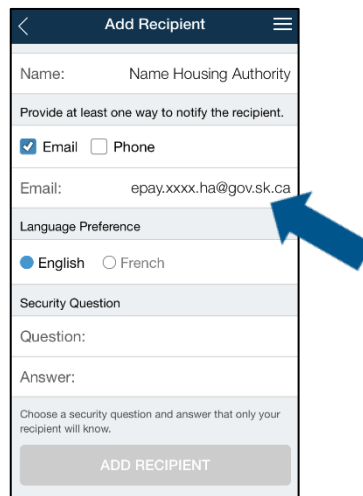 Add Recipient
Name: Name Housing Authority
Provide at least one way to notify the recipient.
Email Phone
Email: epay.xxxx.ha@gov.sk.ca
Language Preference
English French
Security Question
Question:
Answer:
Choose a security question and answer that only your
recipient will know.
ADD RECIPIENT